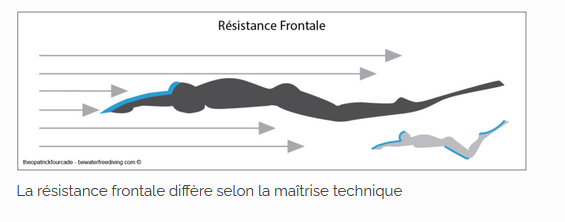 Résistance Frontale
theopatrickfourcade - bewaterfreediving.com ©
La résistance frontale diffère selon la maîtrise technique